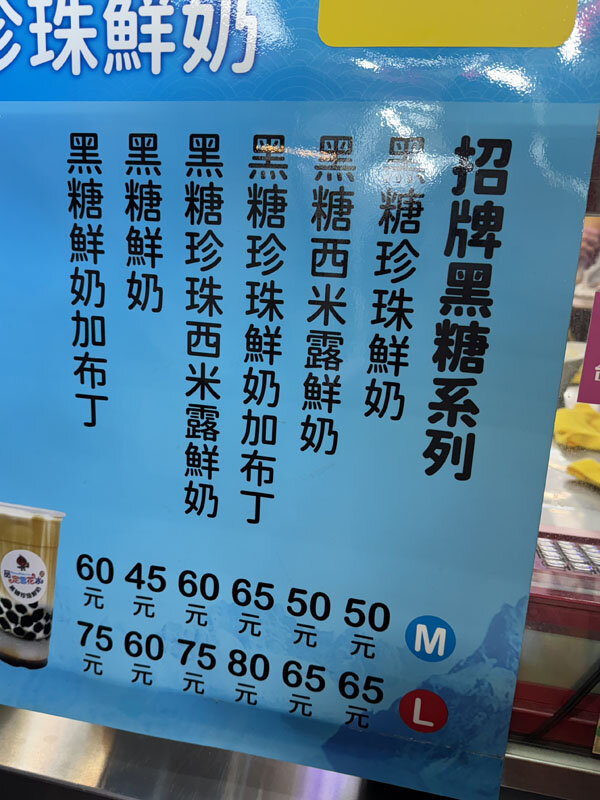 珍珠鮮奶
招牌黑糖系列
黑糖珍珠鮮奶
黑糖西米露鮮奶
黑糖珍珠鮮奶加布丁
黑糖珍珠西米露鮮奶
黑糖鮮奶
黑糖鮮奶加布丁
60元 45元 60元 65元 50元 50元 M
75元 60元 75元 80元 65元 65元 L